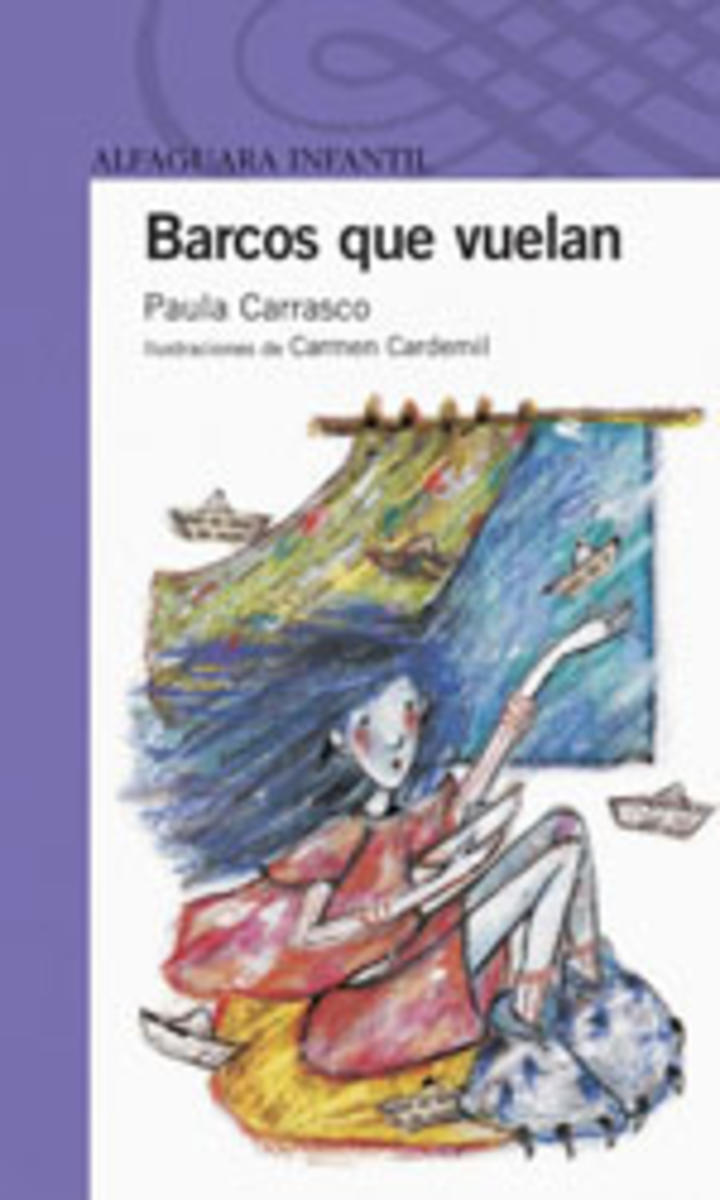 ALFAGUARA INFANTIL
Barcos que vuelan
Paula Carrasco
Ilustraciones de Carmen Cardemil